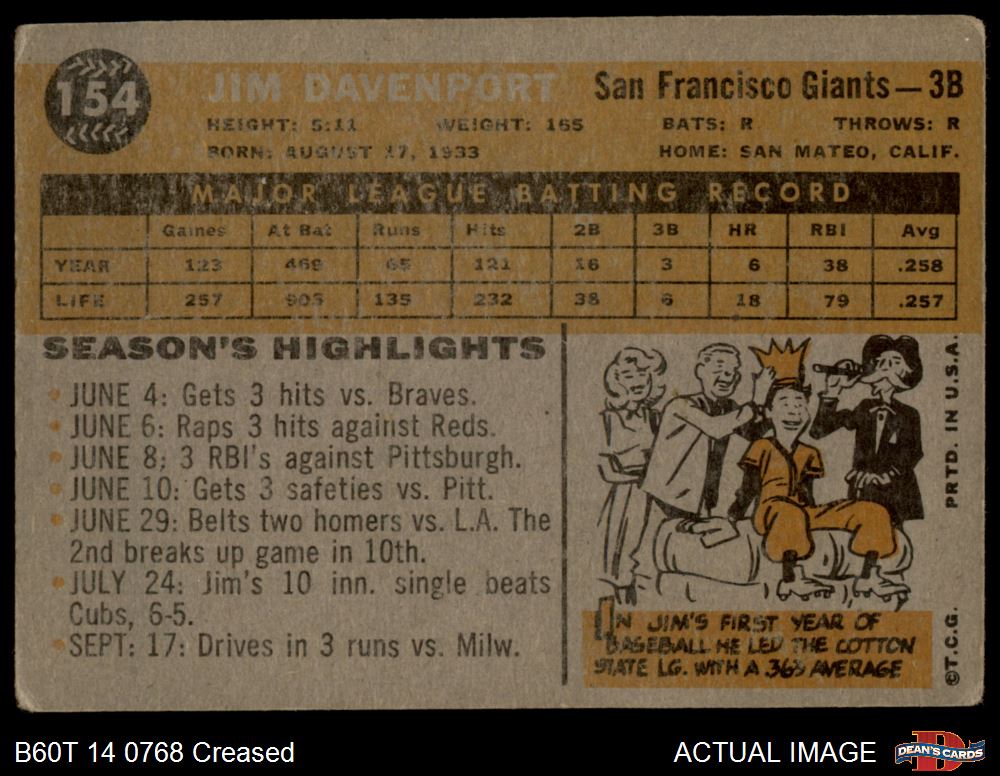 154
JIM DAVENPORT
San Francisco Giants—3B
HEIGHT: 5:11 WEIGHT: 165 BATS: R THROWS: R
BORN: AUGUST 17, 1933 HOME: SAN MATEO, CALIF.
MAJOR LEAGUE BATTING RECORD
Games At Bat Runs Hits 2B 3B HR RBI Avg
YEAR 123 469 65 121 16 3 6 38 .258
LIFE 257 903 135 232 38 6 18 79 .257
SEASON'S HIGHLIGHTS
• JUNE 4: Gets 3 hits vs. Braves.
• JUNE 6: Raps 3 hits against Reds.
• JUNE 8: 3 RBI's against Pittsburgh.
• JUNE 10: Gets 3 safeties vs. Pitt.
• JUNE 29: Belts two homers vs. L.A. The
2nd breaks up game in 10th.
• JULY 24: Jim's 10 inn. single beats
Cubs, 6-5.
• SEPT: 17: Drives in 3 runs vs. Milw.
IN JIM'S FIRST YEAR OF
BASEBALL HE LED THE COTTON
STATE LG. WITH A .363 AVERAGE
©T.C.G. PRTD. IN U.S.A.
B60T 14 0768 Creased
ACTUAL IMAGE
DEAN'S CARDS